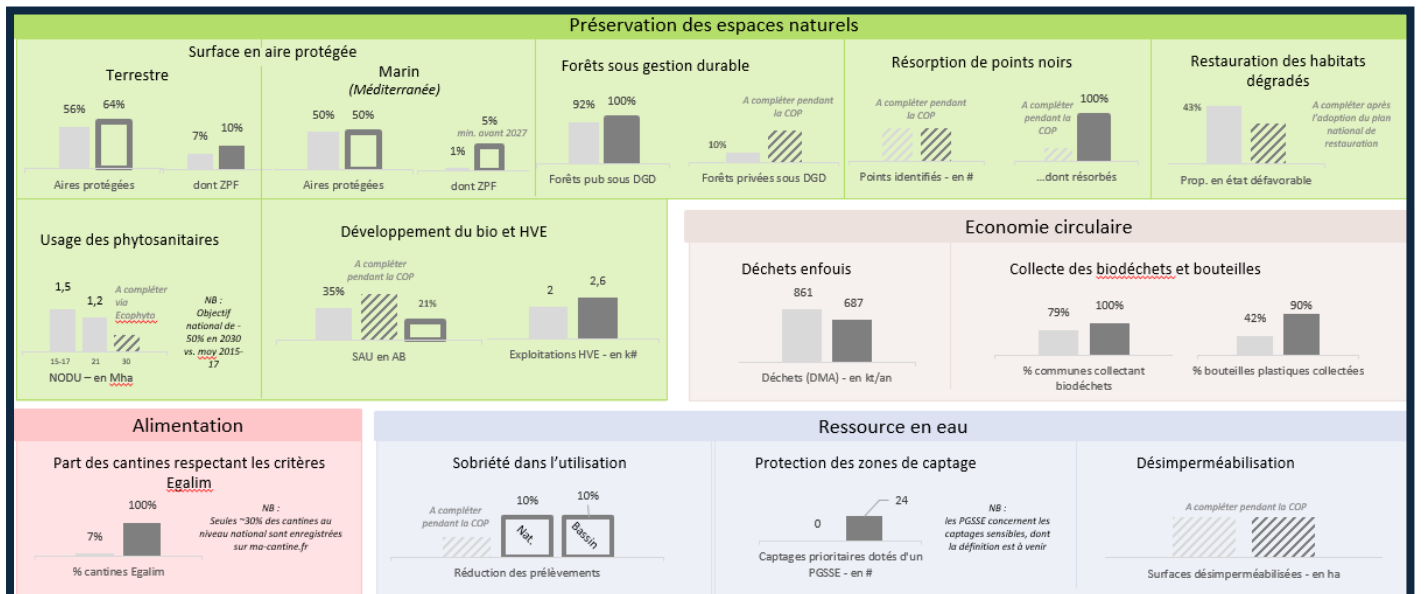 Préservation des espaces naturels
Surface en aire protégée
Terrestre
56%
64%
Aires protégées
7%
10%
dont ZPF
Marin
(Méditerranée)
50%
50%
Aires protégées
5%
min. avant 2027
1%
dont ZPF
Forêts sous gestion durable
92%
100%
Forêts pub sous DGD
A compléter pendant
la COP
10%
Forêts privées sous DGD
Résorption de points noirs
A compléter pendant
la COP
Points identifiés - en #
A compléter
pendant la
COP
100%
...dont résorbés
Restauration des habitats
dégradés
43%
A compléter après
l'adoption du plan
national de
restauration
Prop. en état défavorable
Usage des phytosanitaires
1,5
1,2
A compléter
via
Ecophyto
15-17
21
30
NODU – en Mha
NB :
Objectif
national de -
50% en 2030
vs. may 2015-
17
Développement du bio et HVE
A compléter
pendant la COP
35%
21%
SAU en AB
2
2,6
Exploitations HVE - en k#
Economie circulaire
Déchets enfouis
861
687
Déchets (DMA) - en kt/an
Collecte des biodéchets et bouteilles
79%
100%
% communes collectant
biodéchets
42%
90%
% bouteilles plastiques collectées
Alimentation
Part des cantines respectant les critères
Egalim
7%
100%
% cantines Egalim
NB :
Seules ~30% des cantines au
niveau national sont enregistrées
sur ma-cantine.fr
Ressource en eau
Sobriété dans l'utilisation
A compléter
pendant la COP
10%
Nat.
10%
Bassin
Réduction des prélèvements
Protection des zones de captage
0
24
Captages prioritaires dotés d'un
PGSSE - en #
NB :
les PGSSE concernent les
captages sensibles, dont
la définition est à venir
Désimperméabilisation
A compléter pendant la COP
Surfaces désimperméabilisées - en ha